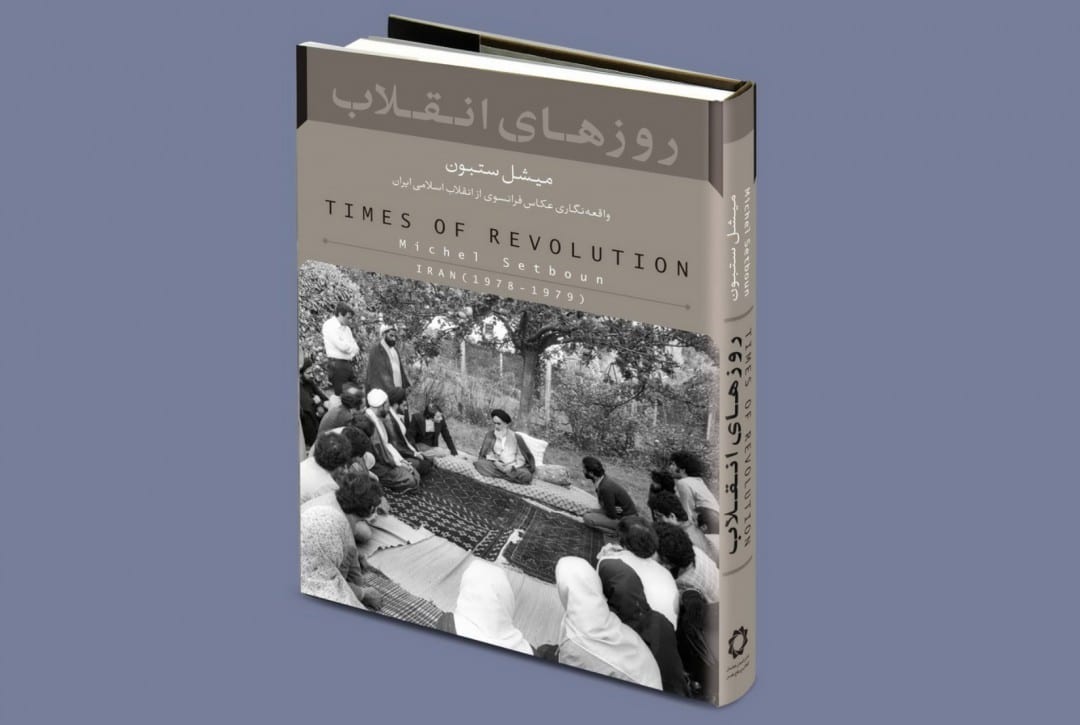 روزهای انقلاب
میشل ستبون
واقعه‌نگاری عکاس فرانسوی از انقلاب اسلامی ایران
TIMES OF REVOLUTION
Michel Setboun
IRAN(1978-1979)
میشل ستبون
Michel Setboun
روزهای انقلاب
TIMES OF REVOLUTION